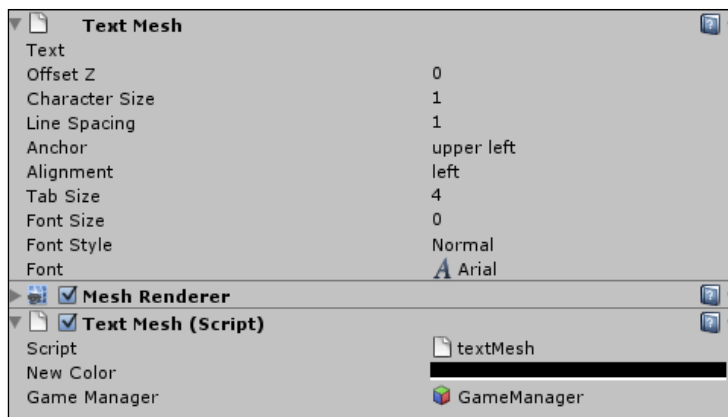 Text Mesh
Text
Offset Z 0
Character Size 1
Line Spacing 1
Anchor upper left
Alignment left
Tab Size 4
Font Size 0
Font Style Normal
Font A Arial
Mesh Renderer
Text Mesh (Script)
Script textMesh
New Color
Game Manager GameManager